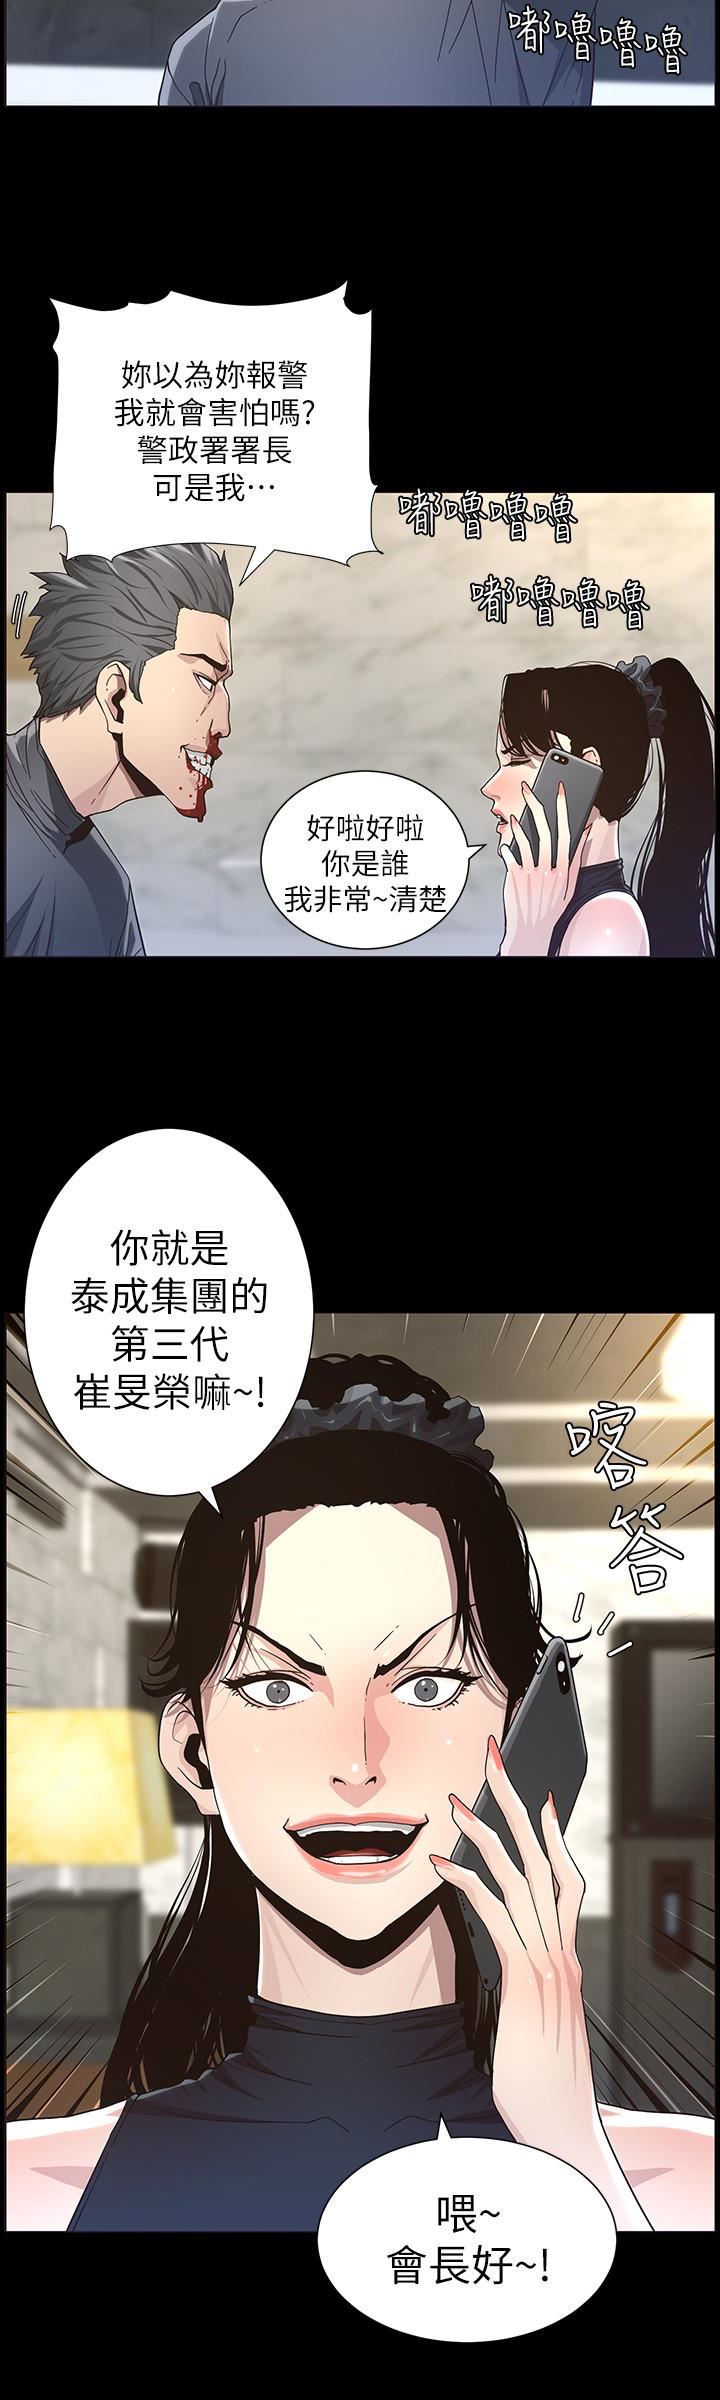 嘟嚕嚕嚕
妳以為妳報警
我就會害怕嗎?
警政署署長
可是我…
嘟嚕嚕嚕
嘟嚕嚕嚕
好啦好啦
你是誰
我非常~清楚
你就是
泰成集團的
第三代
崔旻榮嘛~!
喀答
喂~
會長好~!